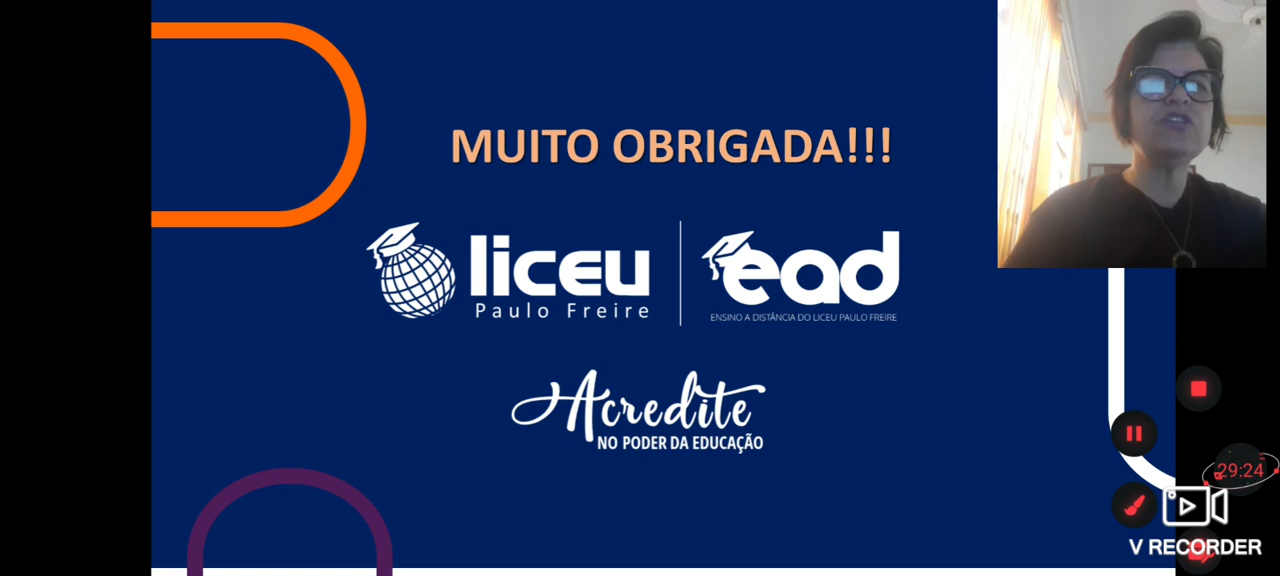 MUITO OBRIGADA!!!
liceu
Paulo Freire
ead
ENSINO A DISTÂNCIA DO LICEU PAULO FREIRE
Acredite
NO PODER DA EDUCAÇÃO
29:24
V RECORDER